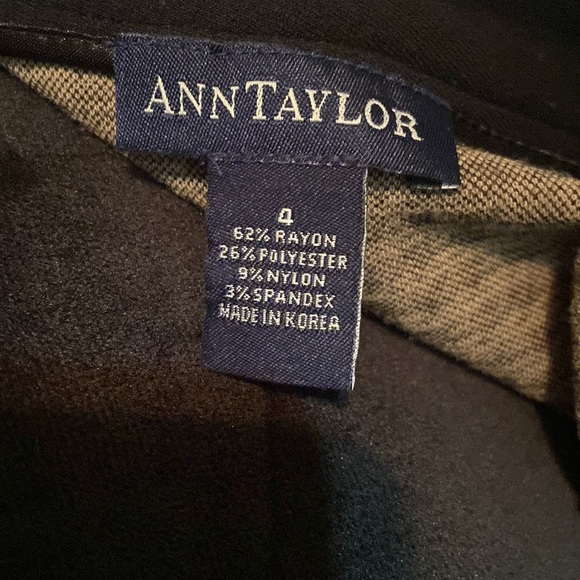 ANNTAYLOR
4
62% RAYON
26% POLYESTER
9% NYLON
3% SPANDEX
MADE IN KOREA